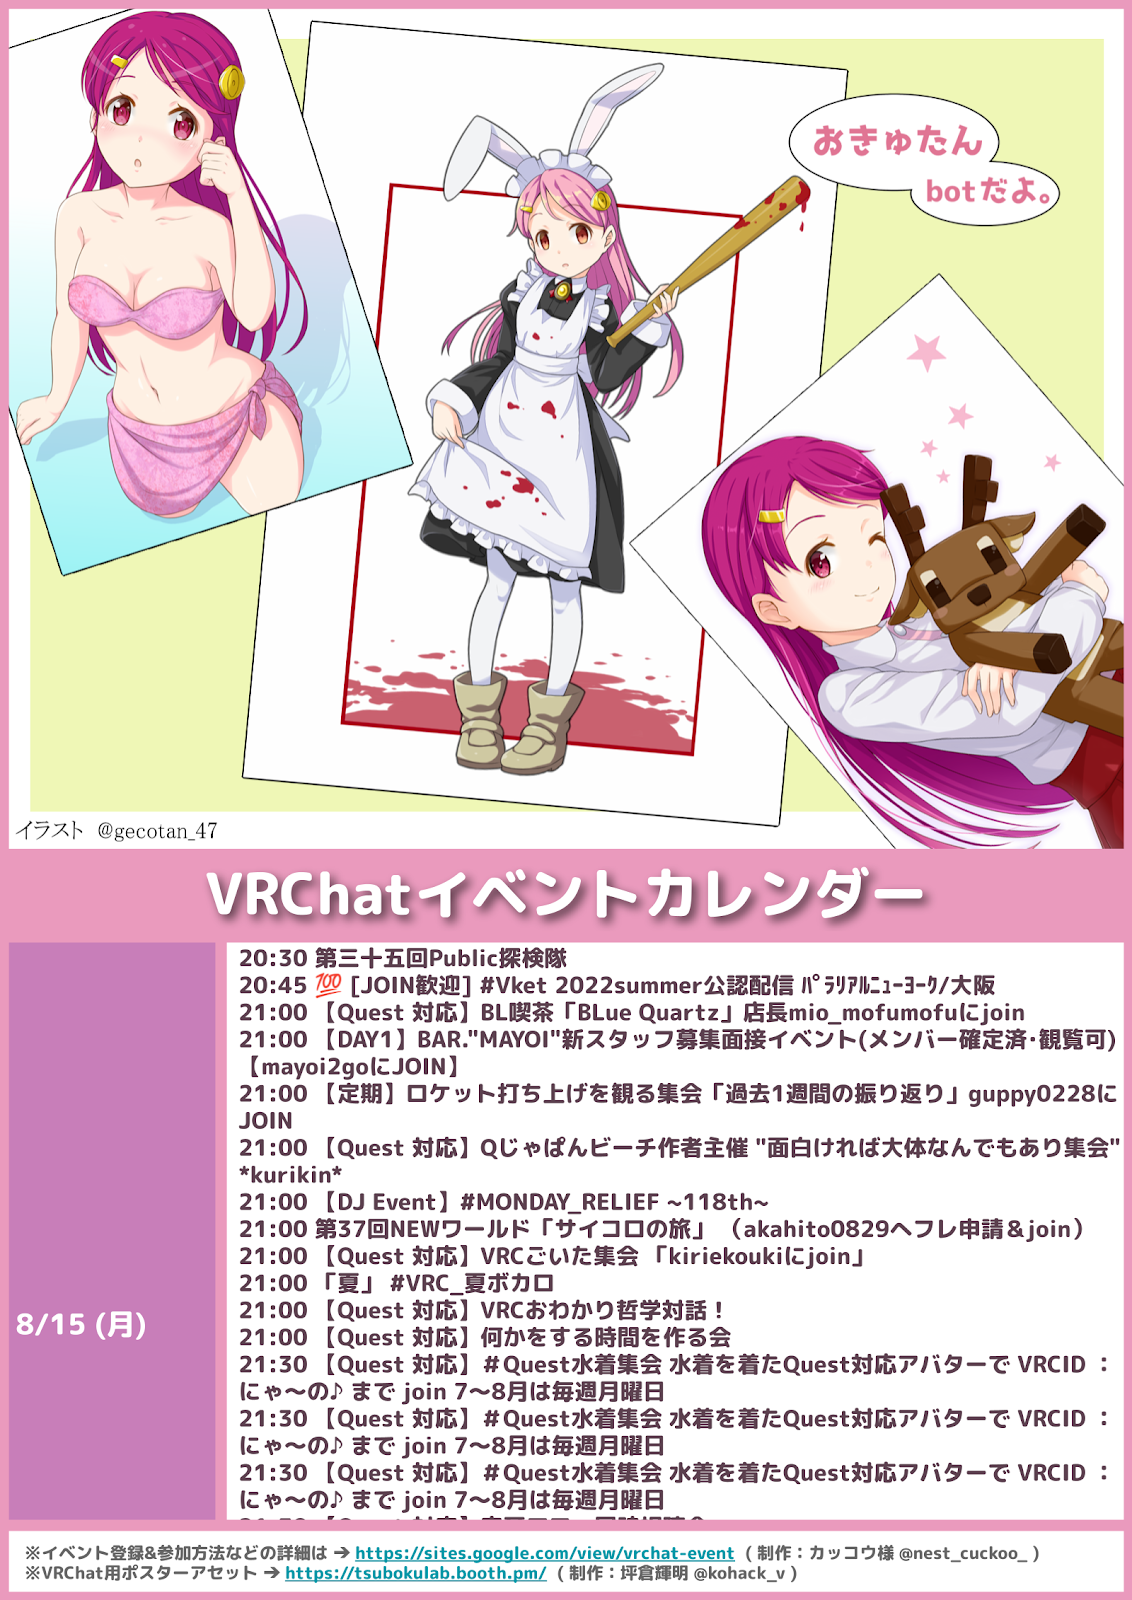 おきゅたん
botだよ。
イラスト @gecotan_47
VRChatイベントカレンダー
8/15 (月)
20:30 第三十五回Public探検隊
20:45 💯 [JOIN歓迎] #Vket 2022summer公認配信 ﾊﾟﾗﾘｱﾙﾆｭｰﾖｰｸ/大阪
21:00 【Quest 対応】BL喫茶「BLue Quartz」店長mio_mofumofuにjoin
21:00 【DAY1】BAR."MAYOI"新スタッフ募集面接イベント(メンバー確定済･観覧可)
【mayoi2goにJOIN】
21:00 【定期】ロケット打ち上げを観る集会「過去1週間の振り返り」guppy0228に
JOIN
21:00 【Quest 対応】Qじゃぱんビーチ作者主催 "面白ければ大体なんでもあり集会"
*kurikin*
21:00 【DJ Event】#MONDAY_RELIEF ~118th~
21:00 第37回NEWワールド「サイコロの旅」 （akahito0829へフレ申請＆join）
21:00 【Quest 対応】VRCごいた集会 「kiriekoukiにjoin」
21:00 「夏」 #VRC_夏ボカロ
21:00 【Quest 対応】VRCおわかり哲学対話！
21:00 【Quest 対応】何かをする時間を作る会
21:30 【Quest 対応】＃Quest水着集会 水着を着たQuest対応アバターで VRCID ：
にゃ～の♪ まで join 7～8月は毎週月曜日
21:30 【Quest 対応】＃Quest水着集会 水着を着たQuest対応アバターで VRCID ：
にゃ～の♪ まで join 7～8月は毎週月曜日
21:30 【Quest 対応】＃Quest水着集会 水着を着たQuest対応アバターで VRCID ：
にゃ～の♪ まで join 7～8月は毎週月曜日
※イベント登録&参加方法などの詳細は ➔ https://sites.google.com/view/vrchat-event ( 制作：カッコウ様 @nest_cuckoo_ )
※VRChat用ポスターアセット ➔ https://tsubokulab.booth.pm/ ( 制作：坪倉輝明 @kohack_v )